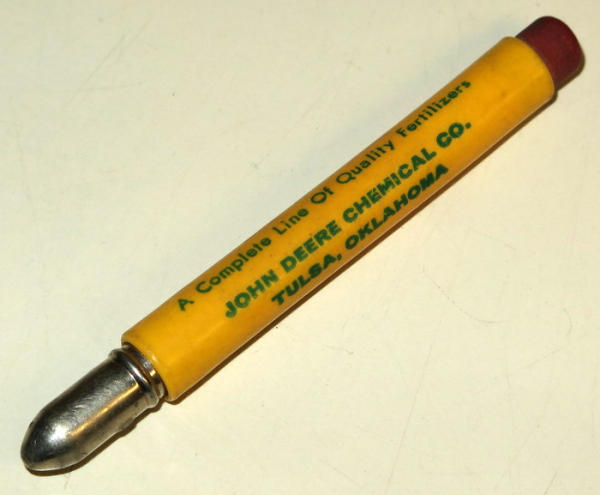 A Complete Line Of Quality Fertilizers
JOHN DEERE CHEMICAL CO.
TULSA, OKLAHOMA